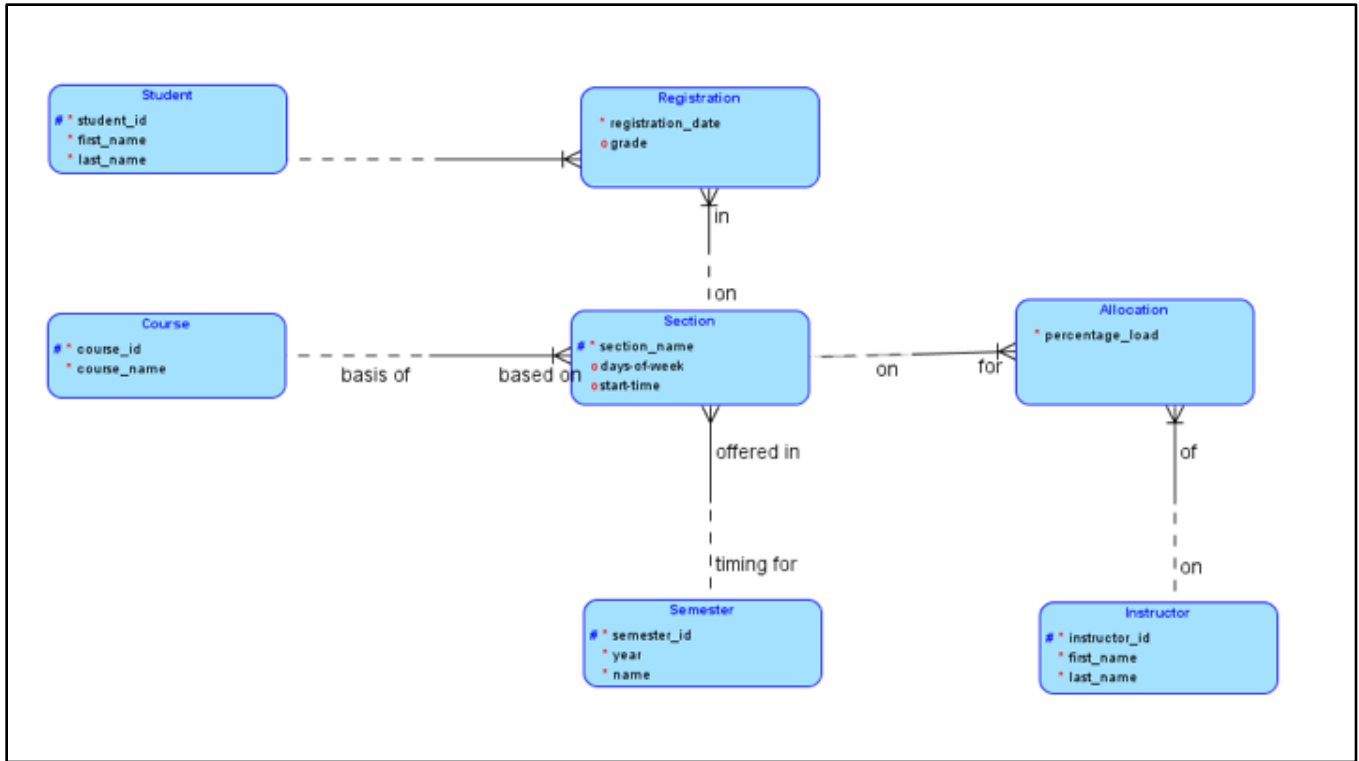 Student
# * student_id
* first_name
* last_name
Registration
* registration_date
o grade
in
on
Course
# * course_id
* course_name
basis of
based on
Section
# * section_name
o days-of-week
o start-time
on
for
Allocation
* percentage_load
offered in
timing for
of
on
Semester
# * semester_id
* year
* name
Instructor
# * instructor_id
* first_name
* last_name